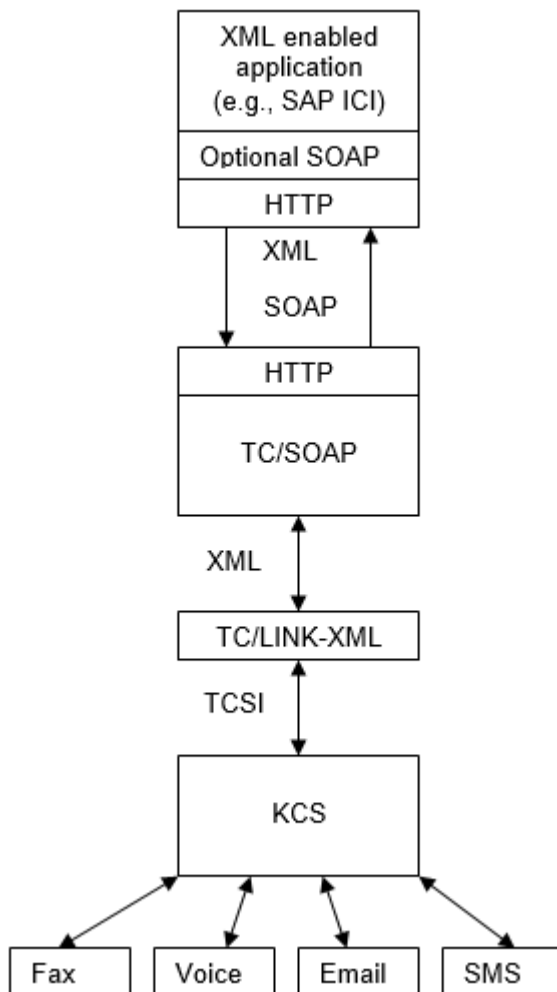 XML enabled
application
(e.g., SAP ICI)
Optional SOAP
HTTP
XML
SOAP
HTTP
TC/SOAP
XML
TC/LINK-XML
TCSI
KCS
Fax
Voice
Email
SMS